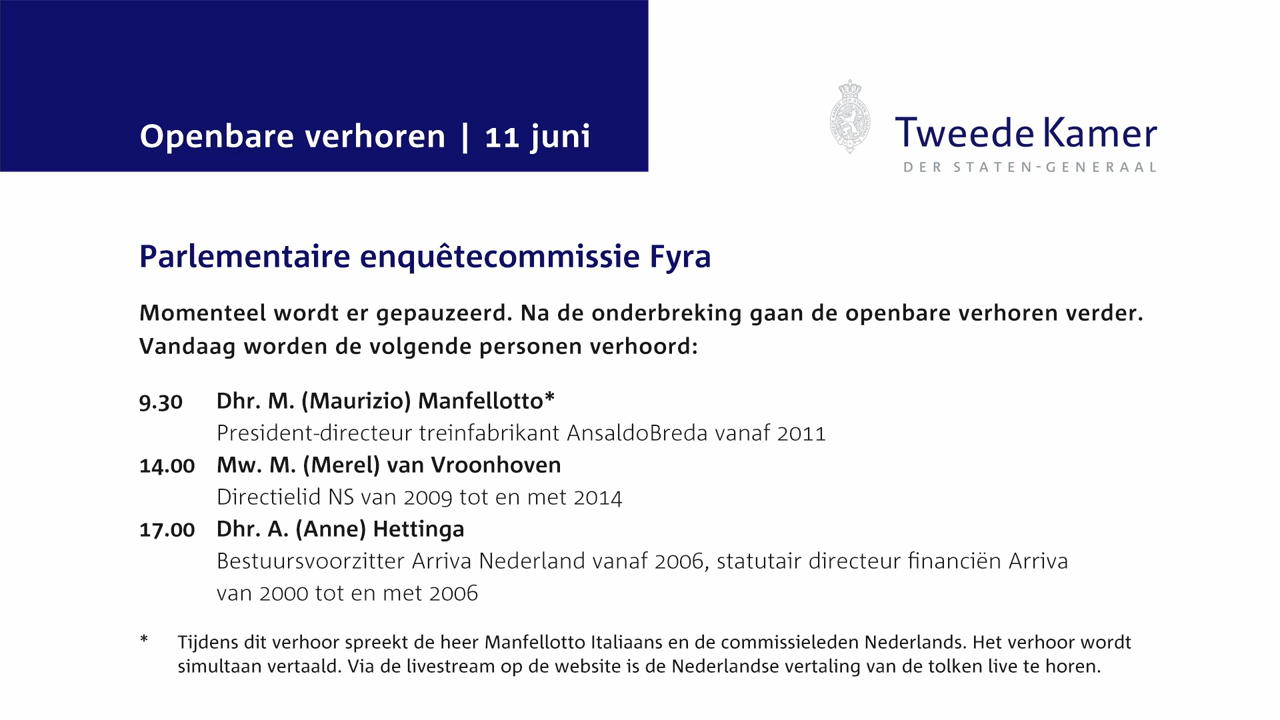 Openbare verhoren | 11 juni
Tweede Kamer
DER STATEN-GENERAAL
Parlementaire enquêtecommissie Fyra
Momenteel wordt er gepauzeerd. Na de onderbreking gaan de openbare verhoren verder.
Vandaag worden de volgende personen verhoord:
9.30 Dhr. M. (Maurizio) Manfellotto*
President-directeur treinfabrikant AnsaldoBreda vanaf 2011
14.00 Mw. M. (Merel) van Vroonhoven
Directielid NS van 2009 tot en met 2014
17.00 Dhr. A. (Anne) Hettinga
Bestuursvoorzitter Arriva Nederland vanaf 2006, statutair directeur financiën Arriva
van 2000 tot en met 2006
* Tijdens dit verhoor spreekt de heer Manfellotto Italiaans en de commissieleden Nederlands. Het verhoor wordt
simultaan vertaald. Via de livestream op de website is de Nederlandse vertaling van de tolken live te horen.